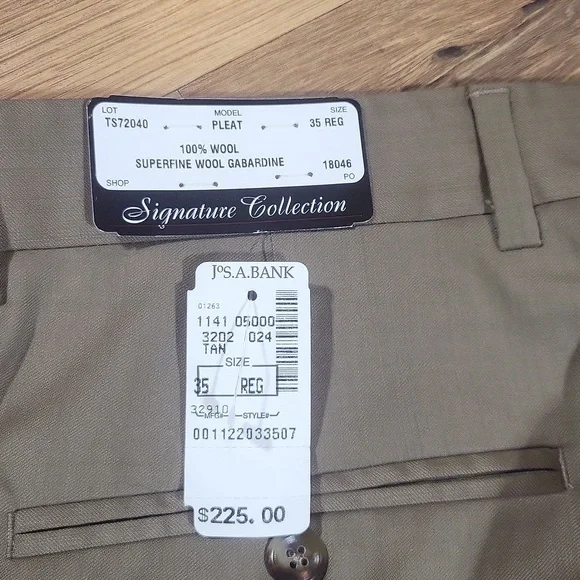 LOT MODEL SIZE
TS72040 PLEAT 35 REG
100% WOOL
SUPERFINE WOOL GABARDINE 18046
SHOP PO
Signature Collection
JOS.A.BANK
01263
1141 05000
3202 024
TAN
SIZE
35 REG
32910
MFG# STYLE#
001122033507
$225.00